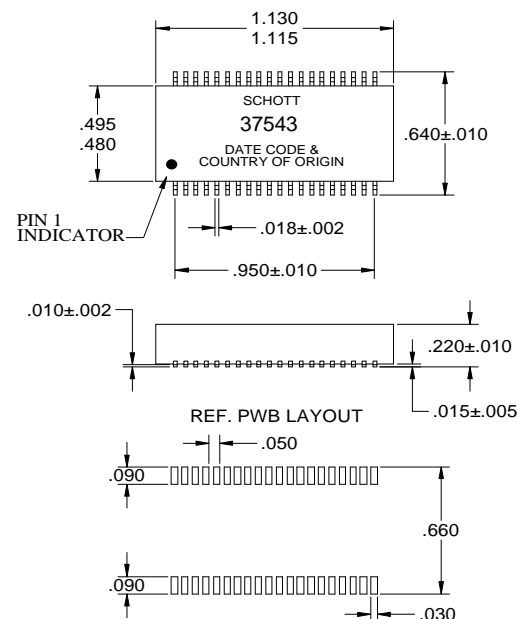 1.130
1.115
SCHOTT
37543
DATE CODE &
COUNTRY OF ORIGIN
.495
.480
.640±.010
PIN 1
INDICATOR
.018±.002
.950±.010
.010±.002
.220±.010
.015±.005
REF. PWB LAYOUT
.050
.090
.660
.090
.030